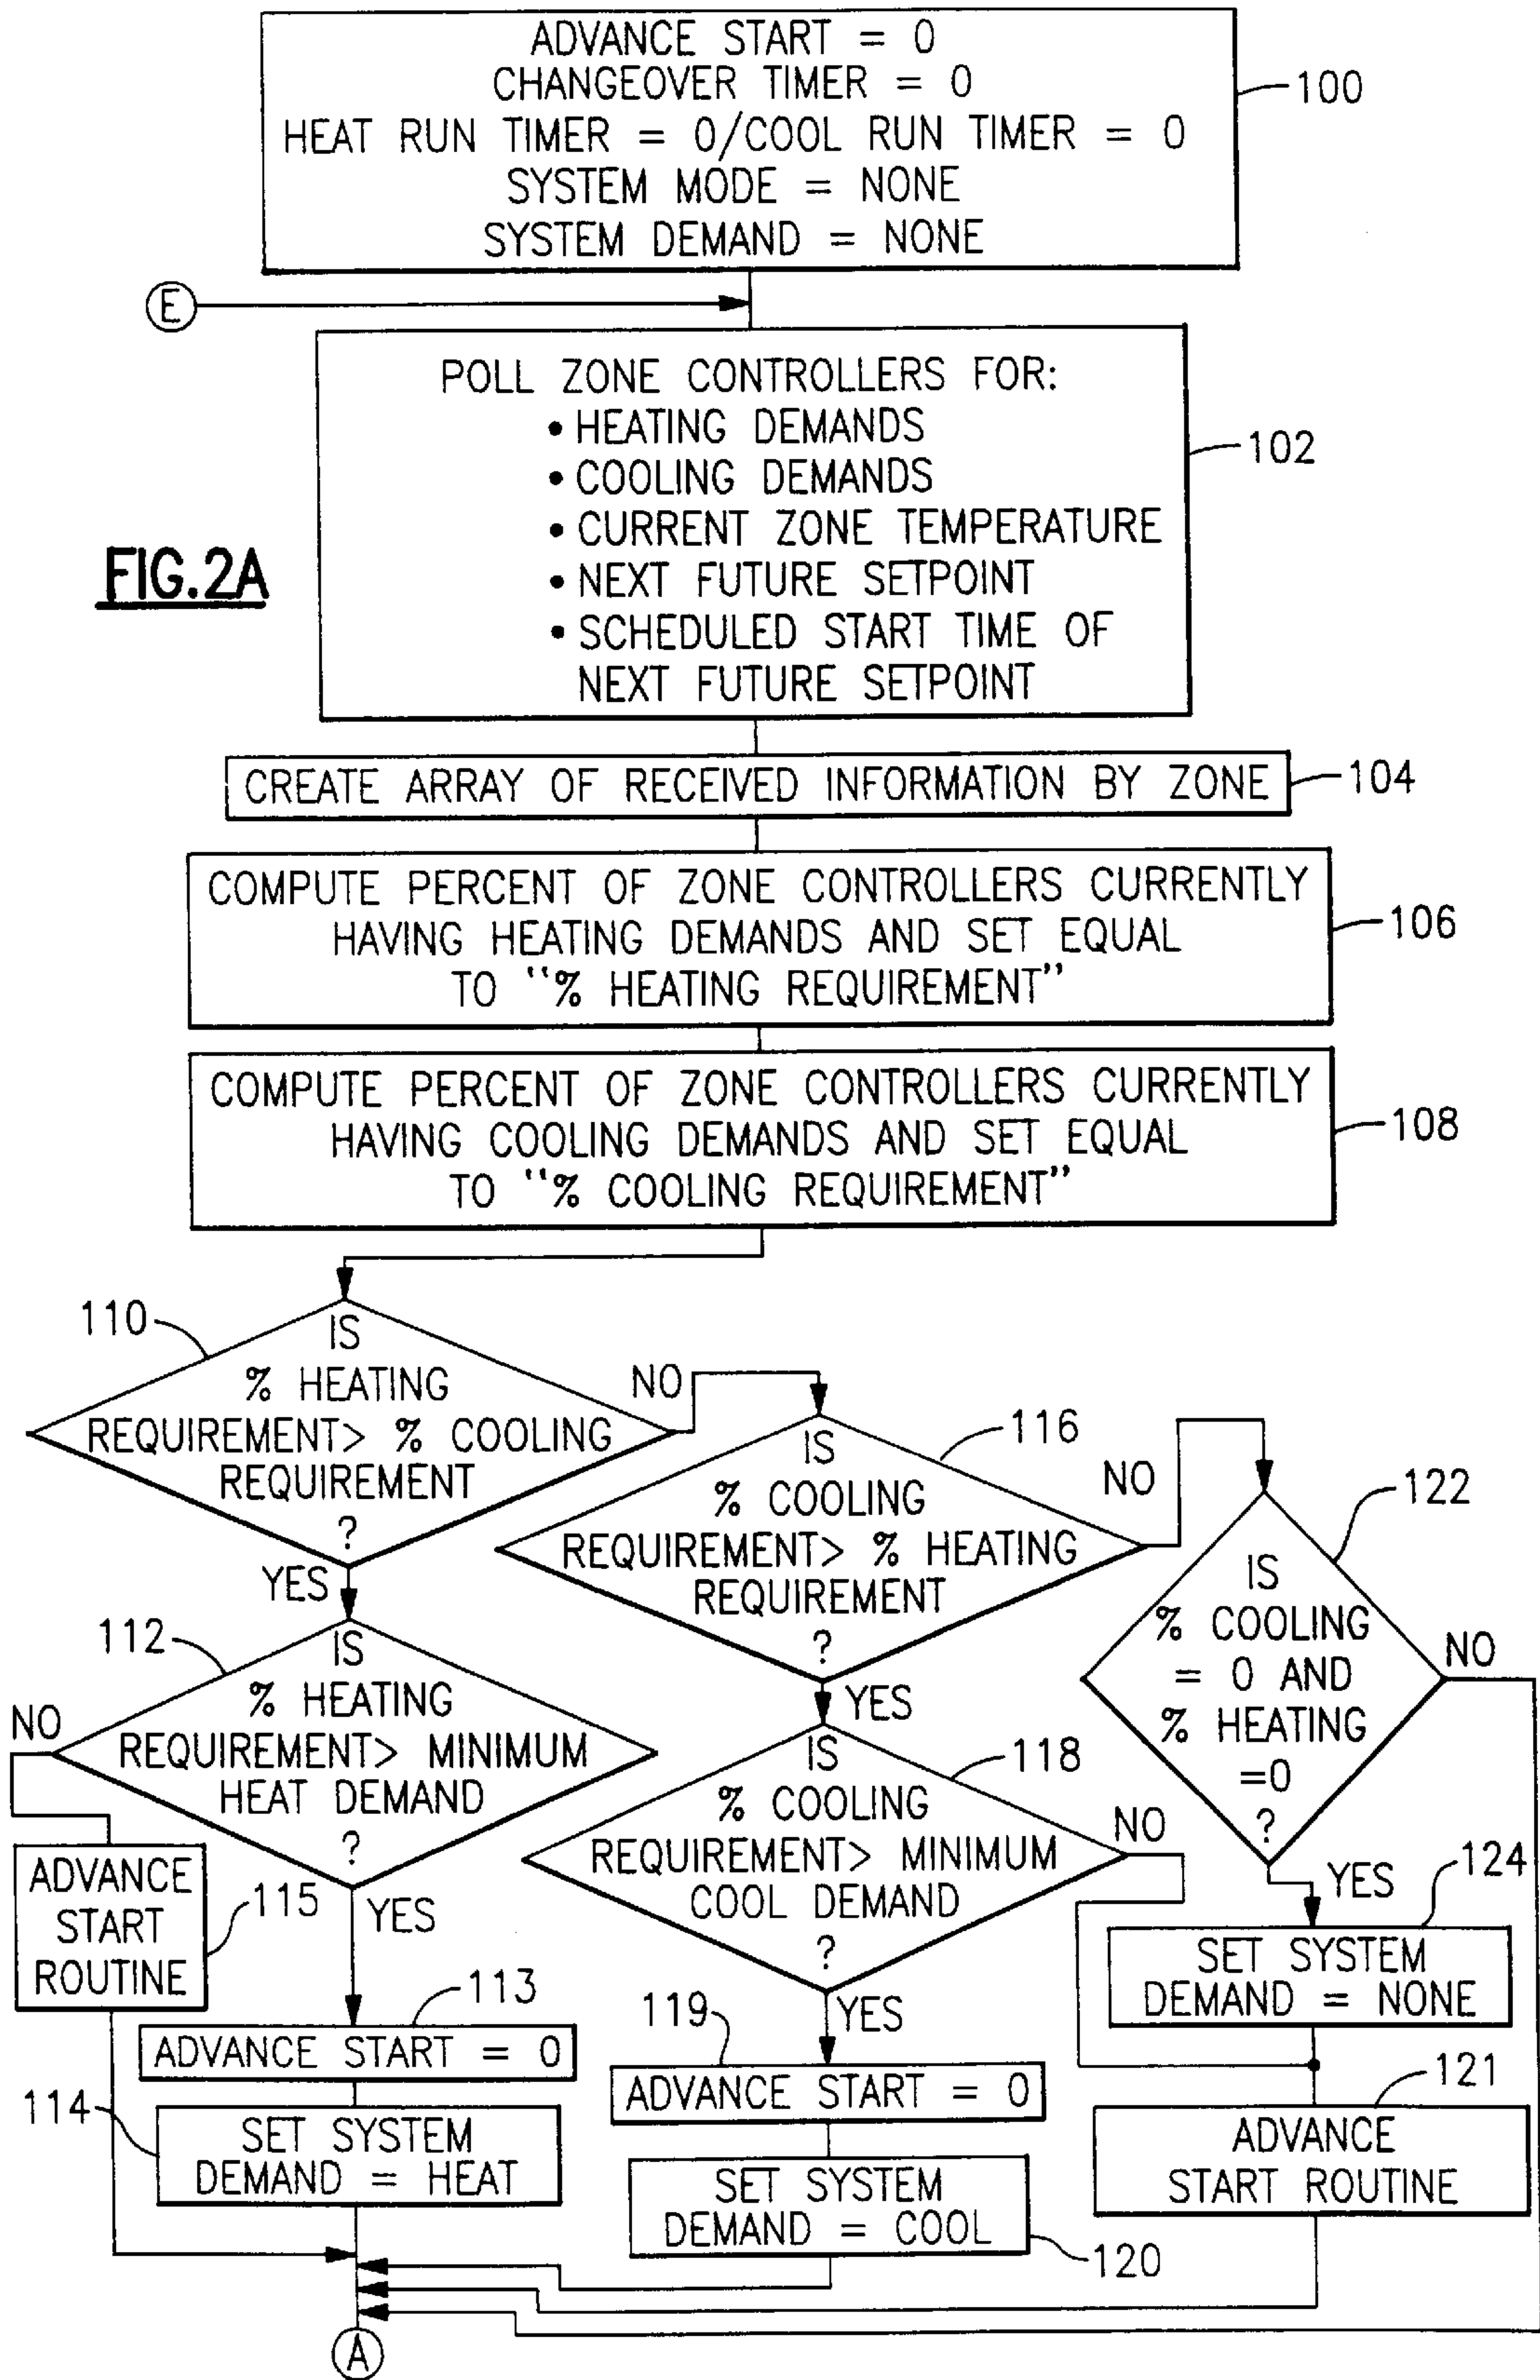 ADVANCE START = 0
CHANGEOVER TIMER = 0
HEAT RUN TIMER = 0/COOL RUN TIMER = 0
SYSTEM MODE = NONE
SYSTEM DEMAND = NONE
100
E
POLL ZONE CONTROLLERS FOR:
• HEATING DEMANDS
• COOLING DEMANDS
• CURRENT ZONE TEMPERATURE
• NEXT FUTURE SETPOINT
• SCHEDULED START TIME OF
NEXT FUTURE SETPOINT
102
FIG.2A
CREATE ARRAY OF RECEIVED INFORMATION BY ZONE
104
COMPUTE PERCENT OF ZONE CONTROLLERS CURRENTLY
HAVING HEATING DEMANDS AND SET EQUAL
TO “% HEATING REQUIREMENT”
106
COMPUTE PERCENT OF ZONE CONTROLLERS CURRENTLY
HAVING COOLING DEMANDS AND SET EQUAL
TO “% COOLING REQUIREMENT”
108
110
IS
% HEATING
REQUIREMENT> % COOLING
REQUIREMENT
?
NO
YES
116
IS
% COOLING
REQUIREMENT> % HEATING
REQUIREMENT
?
NO
YES
122
IS
% COOLING
= 0 AND
% HEATING
=0
?
NO
YES
112
IS
% HEATING
REQUIREMENT> MINIMUM
HEAT DEMAND
?
NO
YES
118
IS
% COOLING
REQUIREMENT> MINIMUM
COOL DEMAND
?
NO
YES
124
SET SYSTEM
DEMAND = NONE
ADVANCE
START
ROUTINE
115
113
ADVANCE START = 0
114
SET SYSTEM
DEMAND = HEAT
119
ADVANCE START = 0
SET SYSTEM
DEMAND = COOL
120
121
ADVANCE
START ROUTINE
A